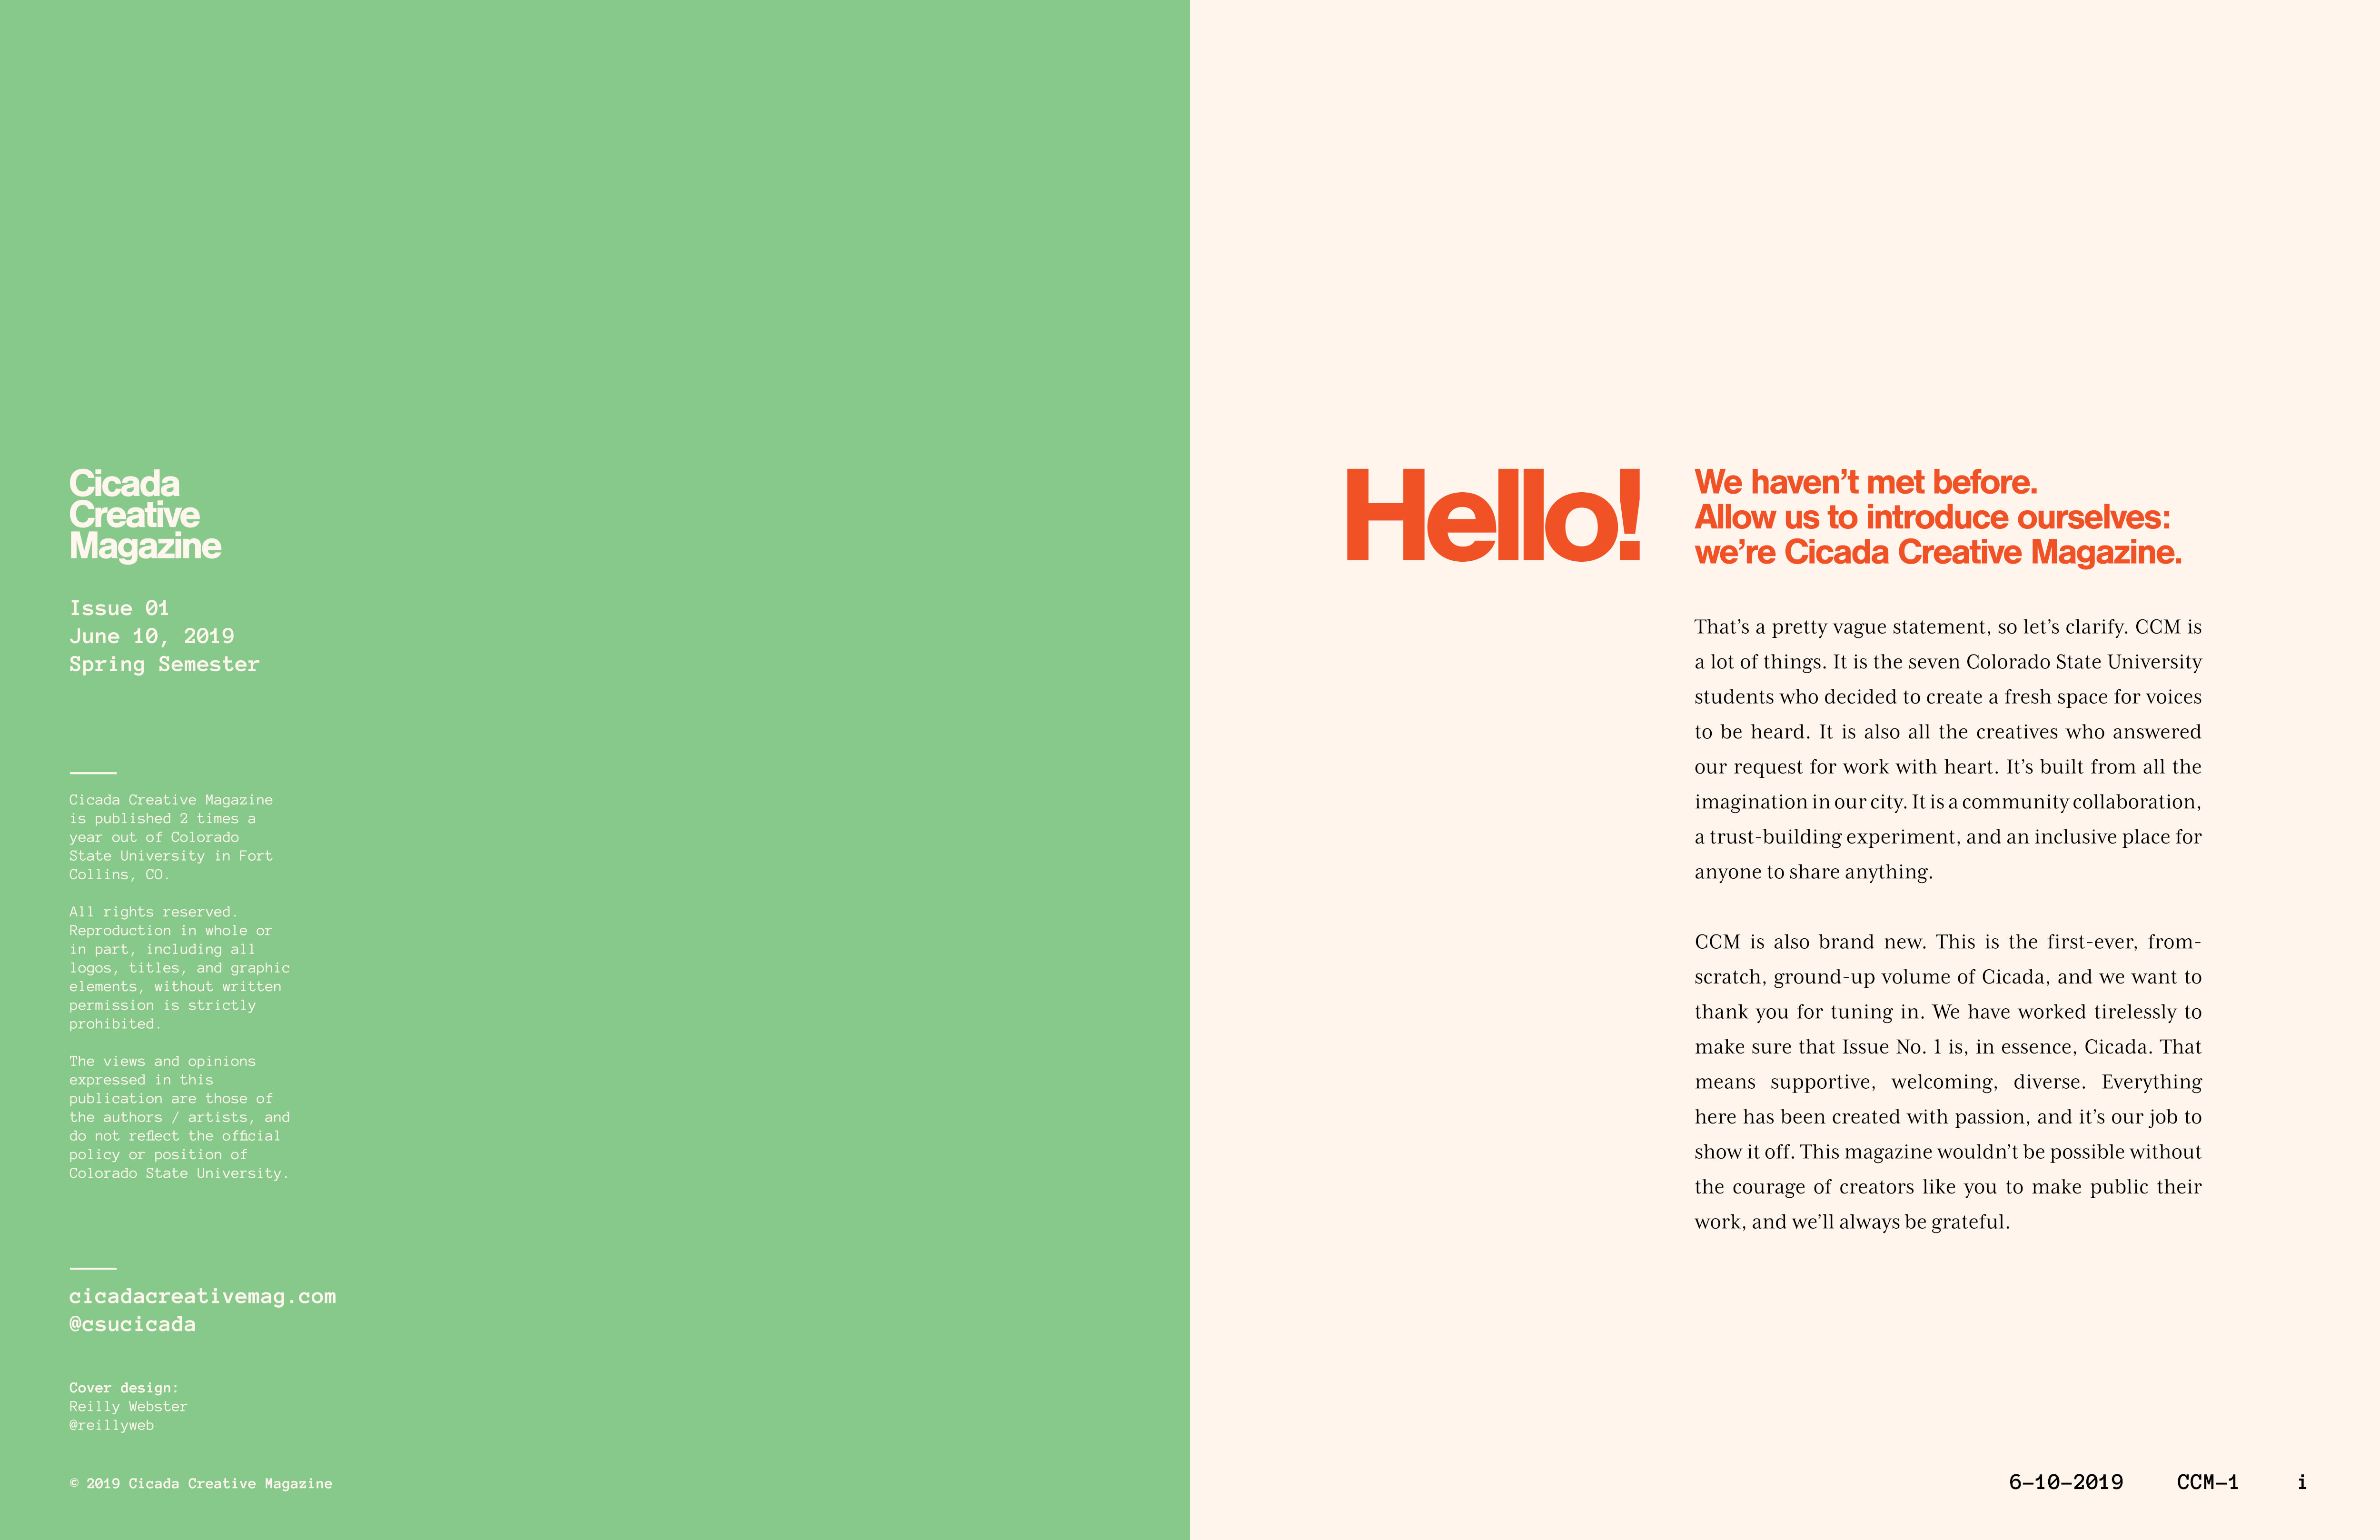 Cicada
Creative
Magazine
Issue 01
June 10, 2019
Spring Semester
Cicada Creative Magazine
is published 2 times a
year out of Colorado
State University in Fort
Collins, CO.
All rights reserved.
Reproduction in whole or
in part, including all
logos, titles, and graphic
elements, without written
permission is strictly
prohibited.
The views and opinions
expressed in this
publication are those of
the authors / artists, and
do not reflect the official
policy or position of
Colorado State University.
cicadacreativemag.com
@csucicada
Cover design:
Reilly Webster
@reillyweb
© 2019 Cicada Creative Magazine
Hello!
We haven’t met before.
Allow us to introduce ourselves:
we’re Cicada Creative Magazine.
That’s a pretty vague statement, so let’s clarify. CCM is
a lot of things. It is the seven Colorado State University
students who decided to create a fresh space for voices
to be heard. It is also all the creatives who answered
our request for work with heart. It’s built from all the
imagination in our city. It is a community collaboration,
a trust-building experiment, and an inclusive place for
anyone to share anything.
CCM is also brand new. This is the first-ever, from-
scratch, ground-up volume of Cicada, and we want to
thank you for tuning in. We have worked tirelessly to
make sure that Issue No. 1 is, in essence, Cicada. That
means supportive, welcoming, diverse. Everything
here has been created with passion, and it’s our job to
show it off. This magazine wouldn’t be possible without
the courage of creators like you to make public their
work, and we’ll always be grateful.
6–10–2019 CCM–1 i